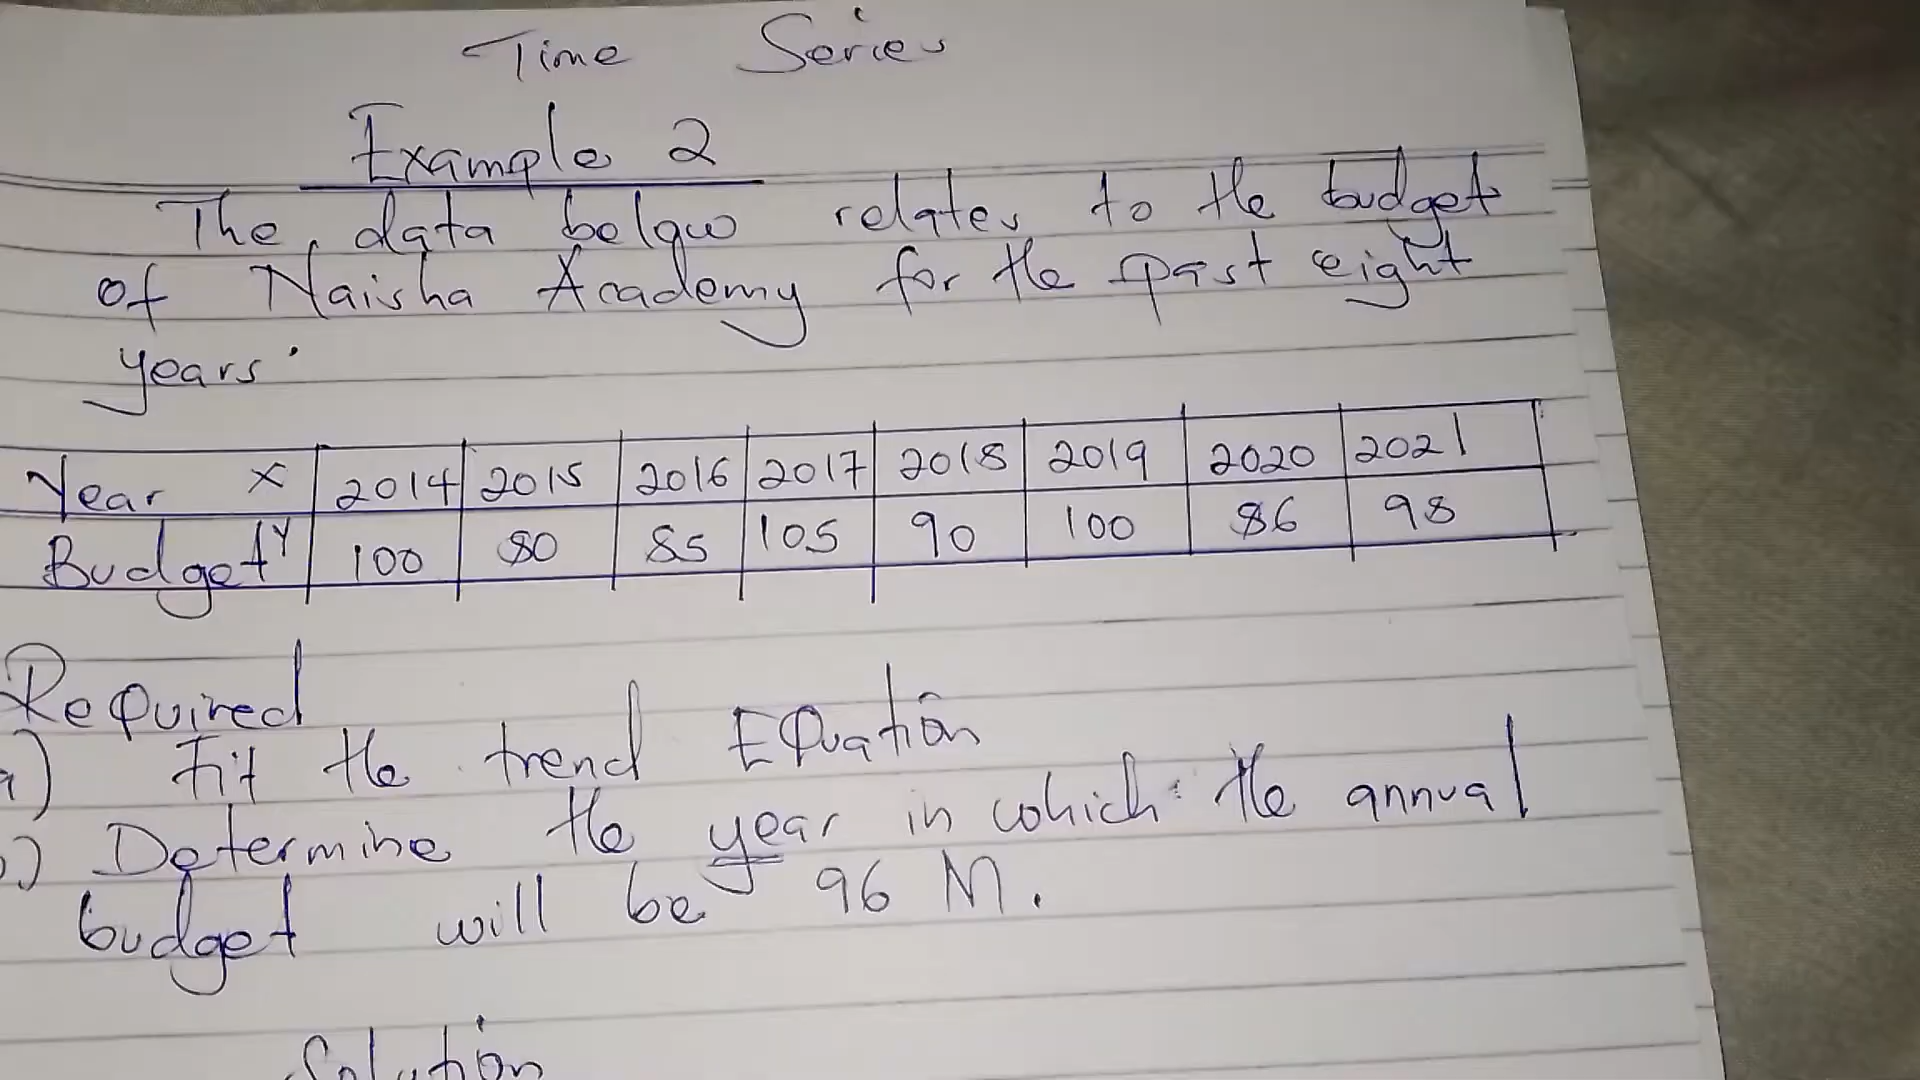 Time Series
Example 2
The data below relates to the budget
of Naisha Academy for the past eight
years.
Year X 2014 2015 2016 2017 2018 2019 2020 2021
Budget Y 100 80 85 105 90 100 86 98
Required
a) Fit the trend Equation
b) Determine the year in which the annual
budget will be 96 M.
Solution